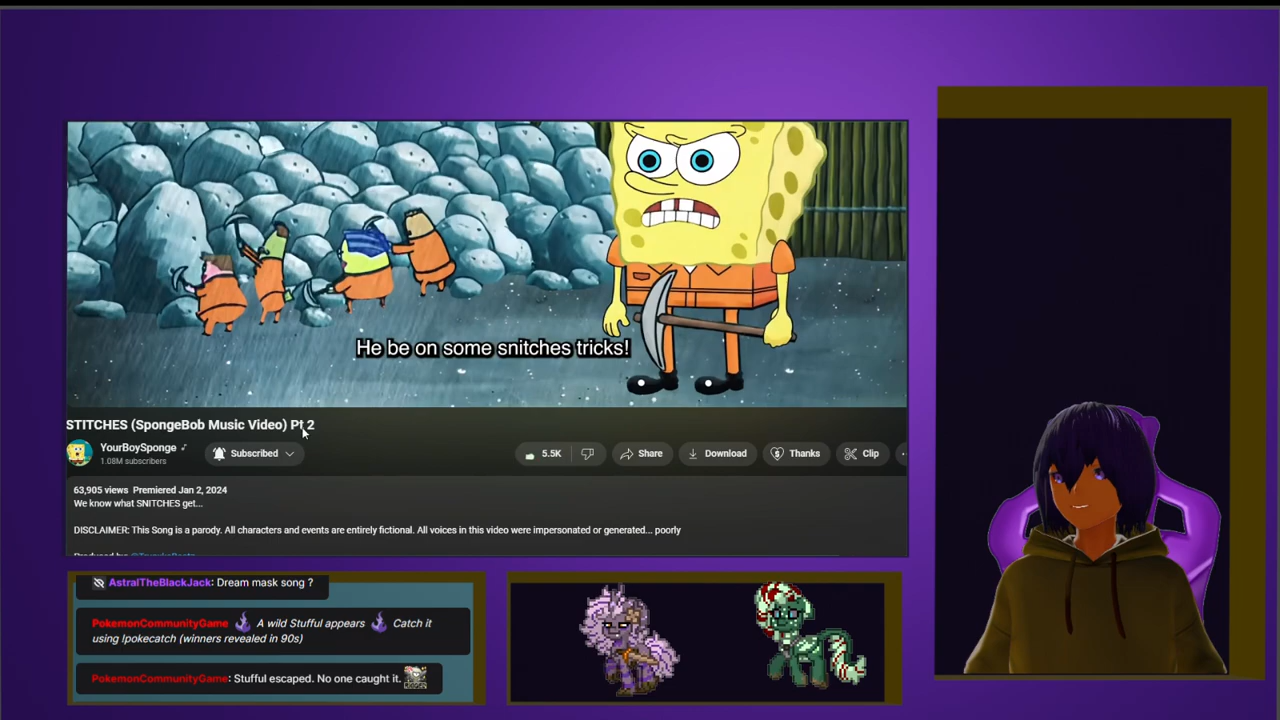 He be on some snitches tricks!
STITCHES (SpongeBob Music Video) Pt 2
YourBoySponge
1.08M subscribers
Subscribed
5.5K
Share
Download
Thanks
Clip
63,905 views Premiered Jan 2, 2024
We know what SNITCHES get...
DISCLAIMER: This Song is a parody. All characters and events are entirely fictional. All voices in this video were impersonated or generated... poorly
AstralTheBlackJack: Dream mask song ?
PokemonCommunityGame A wild Stufful appears Catch it
using !pokecatch (winners revealed in 90s)
PokemonCommunityGame: Stufful escaped. No one caught it.